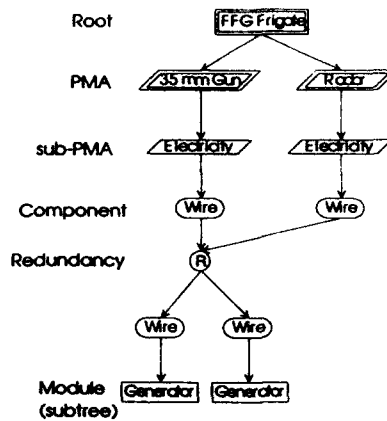 Root FFG Frigate
PMA 35 mm Gun Radar
sub-PMA Electricity Electricity
Component Wire Wire
Redundancy R
Wire Wire
Module Generator Generator
(subtree)